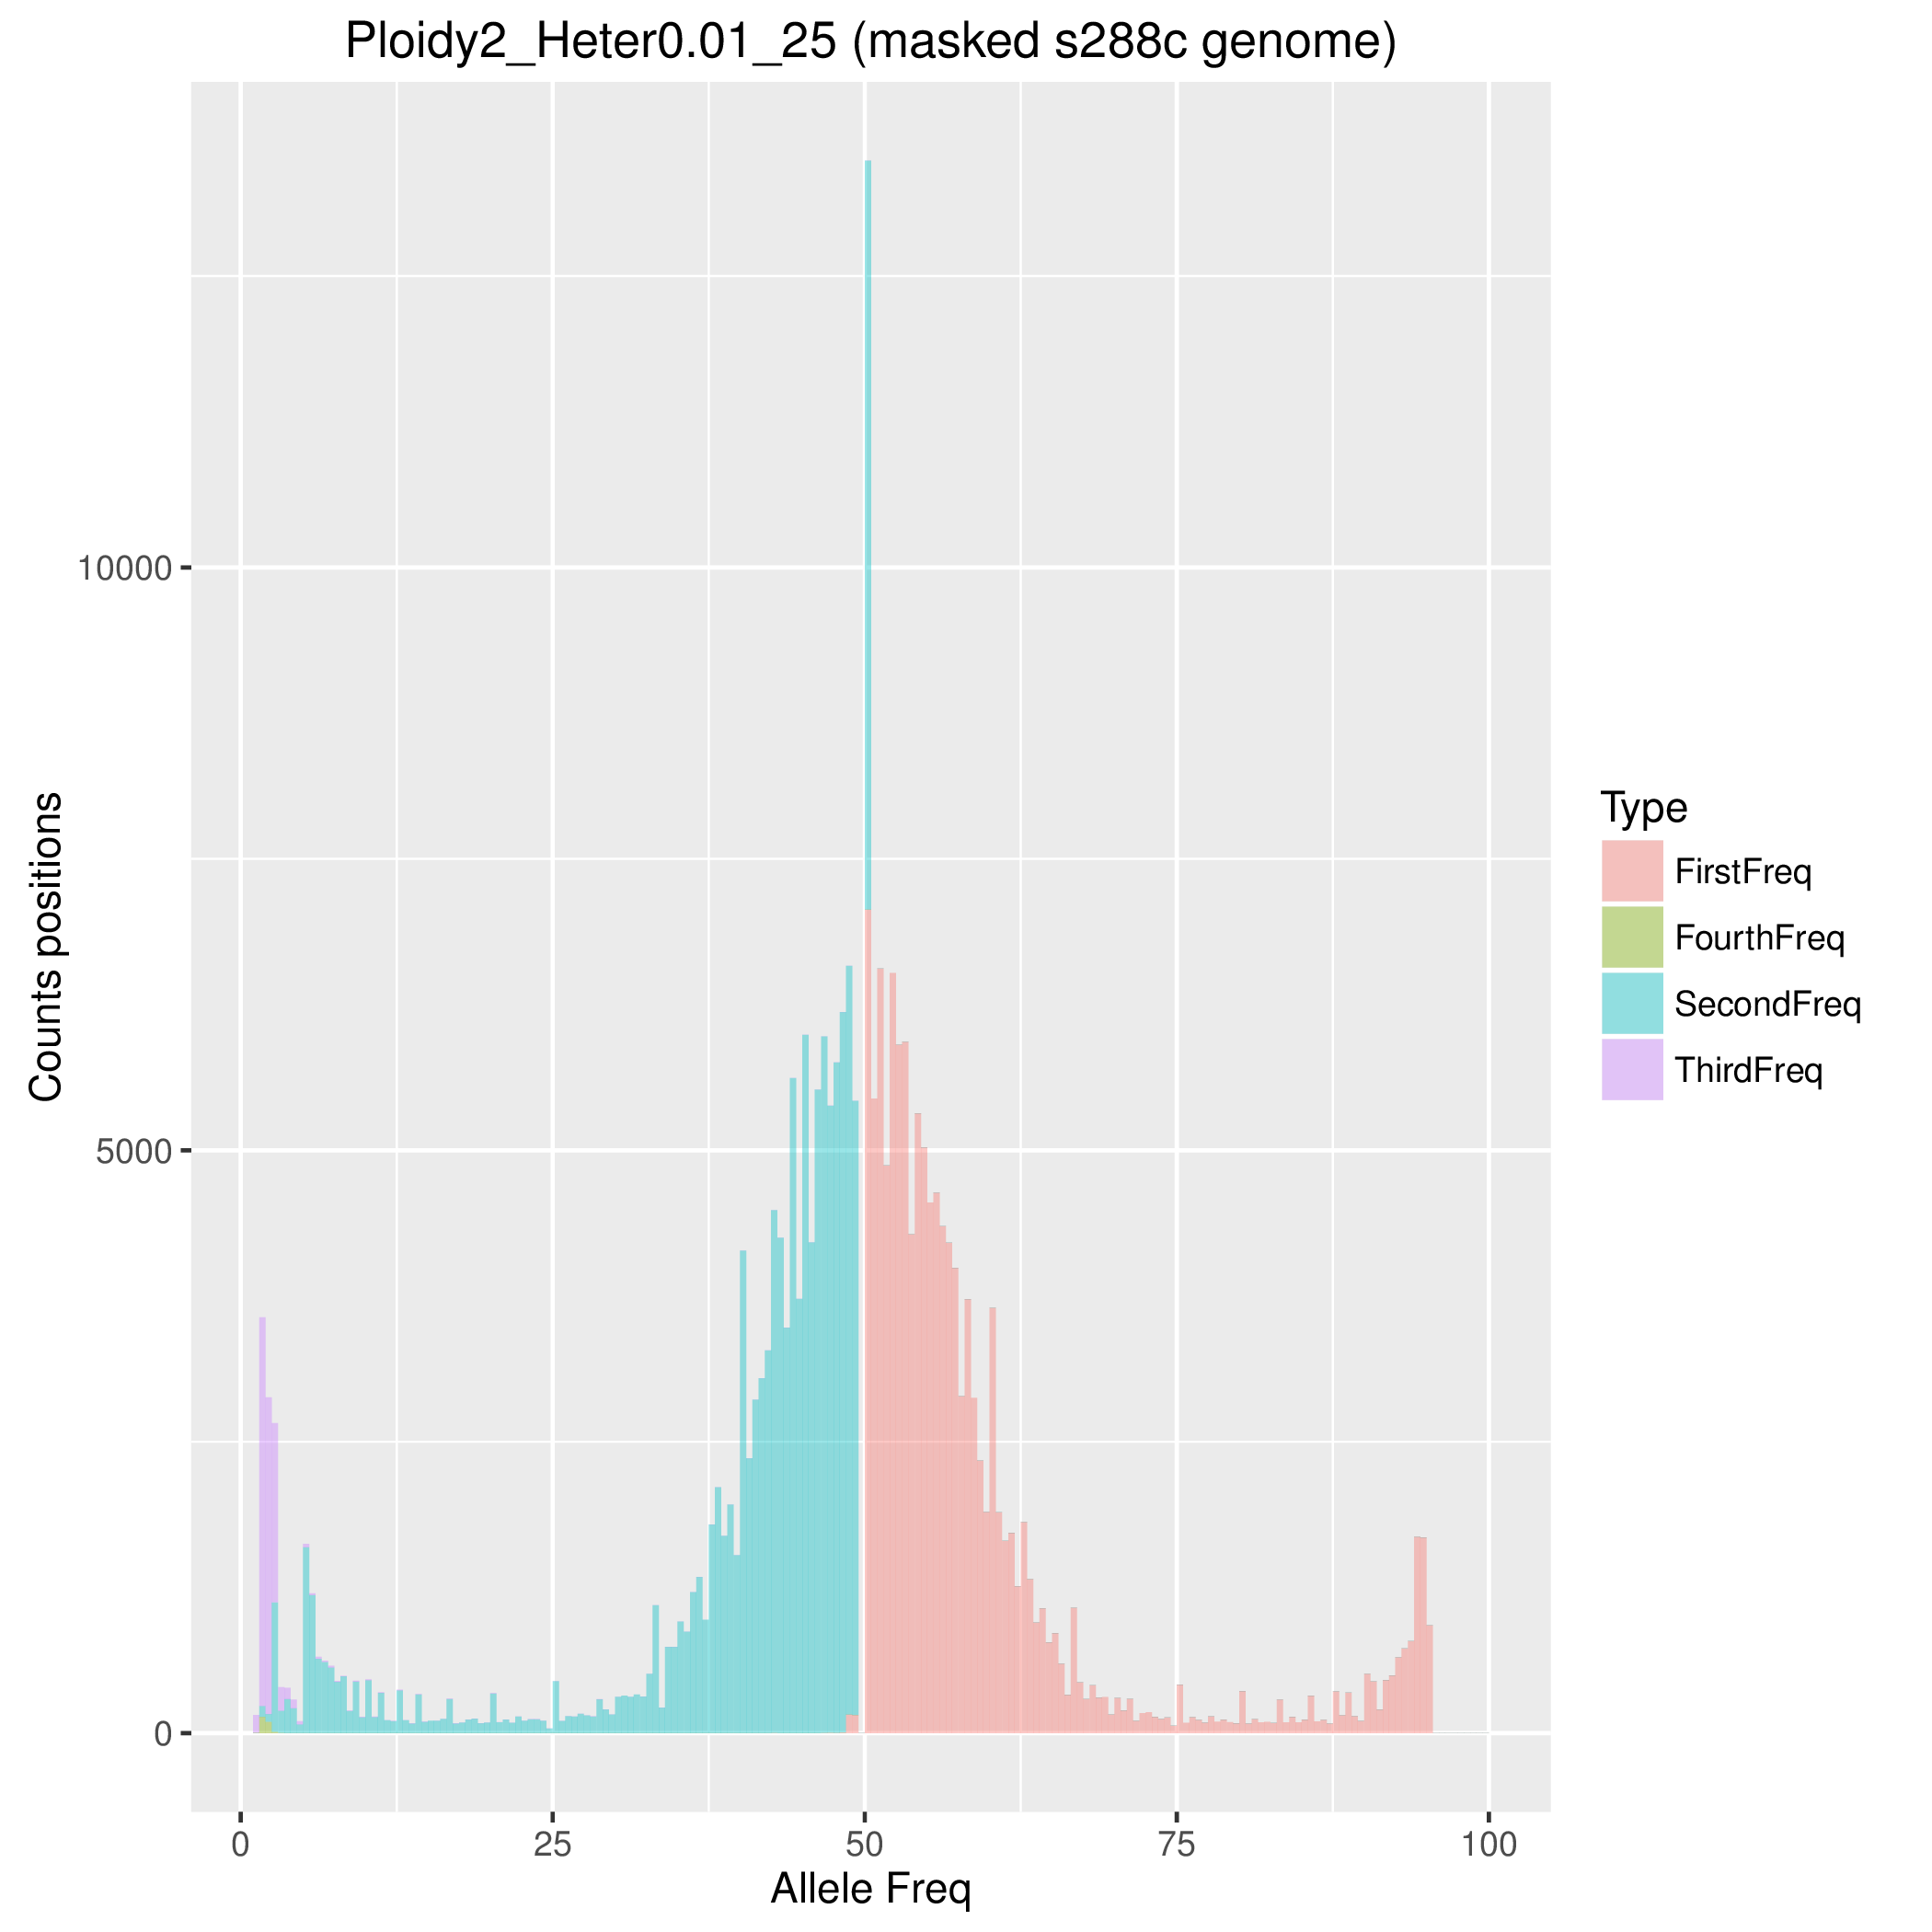 Ploidy2_Heter0.01_25 (masked s288c genome)
Counts positions
10000
5000
0
0 25 50 75 100
Allele Freq
Type
FirstFreq
FourthFreq
SecondFreq
ThirdFreq